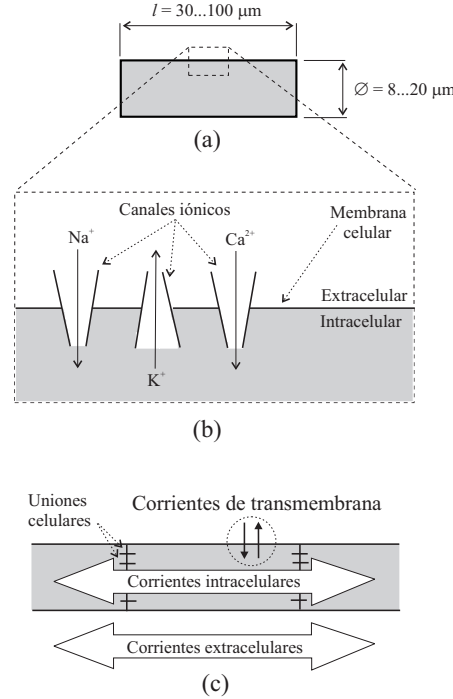 l = 30...100 µm
∅ = 8...20 µm
(a)
Canales iónicos
Membrana
celular
Na⁺
Ca²⁺
Extracelular
Intracelular
K⁺
(b)
Uniones
celulares
Corrientes de transmembrana
Corrientes intracelulares
Corrientes extracelulares
(c)